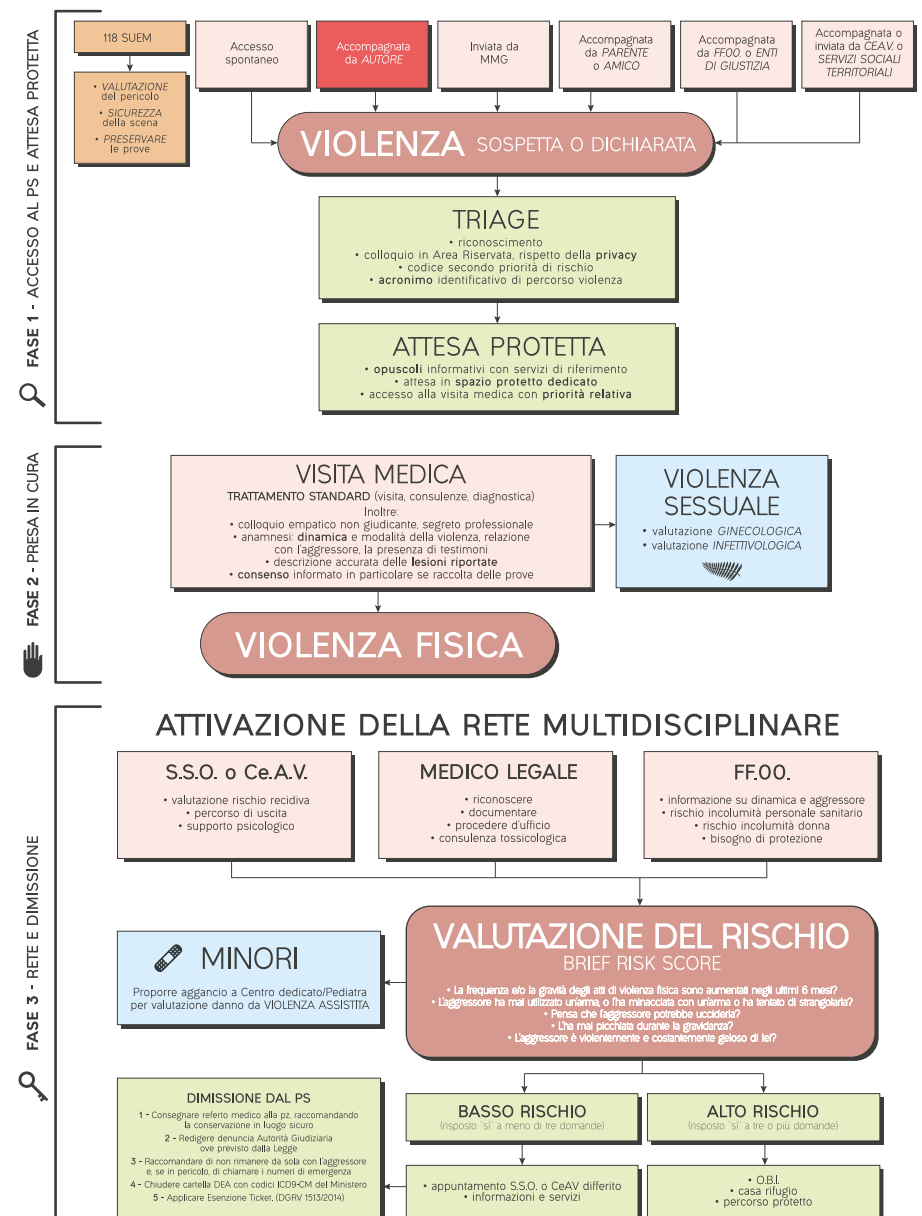 FASE 1 - ACCESSO AL PS E ATTESA PROTETTA
118 SUEM
• VALUTAZIONE
del pericolo
• SICUREZZA
della scena
• PRESERVARE
le prove
Accesso
spontaneo
Accompagnata
da AUTORE
Inviata da
MMG
Accompagnata
da PARENTE
o AMICO
Accompagnata
da FF.OO. o ENTI
DI GIUSTIZIA
Accompagnata o
inviata da CEAV. o
SERVIZI SOCIALI
TERRITORIALI
VIOLENZA SOSPETTA O DICHIARATA
TRIAGE
• riconoscimento
• colloquio in Area Riservata, rispetto della privacy
• codice secondo priorità di rischio
• acronimo identificativo di percorso violenza
ATTESA PROTETTA
• opuscoli informativi con servizi di riferimento
• attesa in spazio protetto dedicato
• accesso alla visita medica con priorità relativa
FASE 2 - PRESA IN CURA
VISITA MEDICA
TRATTAMENTO STANDARD (visita, consulenze, diagnostica)
Inoltre:
• colloquio empatico non giudicante, segreto professionale
• anamnesi: dinamica e modalità della violenza, relazione
con l'aggressore, la presenza di testimoni
• descrizione accurata delle lesioni riportate
• consenso informato in particolare se raccolta delle prove
VIOLENZA
SESSUALE
• valutazione GINECOLOGICA
• valutazione INFETTIVOLOGICA
VIOLENZA FISICA
FASE 3 - RETE E DIMISSIONE
ATTIVAZIONE DELLA RETE MULTIDISCIPLINARE
S.S.O. o Ce.A.V.
• valutazione rischio recidiva
• percorso di uscita
• supporto psicologico
MEDICO LEGALE
• riconoscere
• documentare
• procedere d'ufficio
• consulenza tossicologica
FF.OO.
• informazione su dinamica e aggressore
• rischio incolumità personale sanitario
• rischio incolumità donna
• bisogno di protezione
MINORI
Proporre aggancio a Centro dedicato/Pediatra
per valutazione danno da VIOLENZA ASSISTITA
VALUTAZIONE DEL RISCHIO
BRIEF RISK SCORE
• La frequenza e/o la gravità degli atti di violenza fisica sono aumentati negli ultimi 6 mesi?
• L'aggressore ha mai utilizzato un'arma, o l'ha minacciata con un'arma o ha tentato di strangolarla?
• Pensa che l'aggressore potrebbe ucciderla?
• L'ha mai picchiata durante la gravidanza?
• L'aggressore è violentemente e costantemente geloso di lei?
DIMISSIONE DAL PS
1 - Consegnare referto medico alla pz, raccomandando
la conservazione in luogo sicuro
2 - Redigere denuncia Autorità Giudiziaria
ove previsto dalla Legge
3 - Raccomandare di non rimanere da sola con l'aggressore
e, se in pericolo, di chiamare i numeri di emergenza
4 - Chiudere cartella DEA con codici ICD9-CM del Ministero
5 - Applicare Esenzione Ticket, (DGRV 1513/2014)
BASSO RISCHIO
(risposto "sì" a meno di tre domande)
ALTO RISCHIO
(risposto "sì" a tre o più domande)
• appuntamento S.S.O. o CeAV differito
• informazioni e servizi
• O.B.I.
• casa rifugio
• percorso protetto